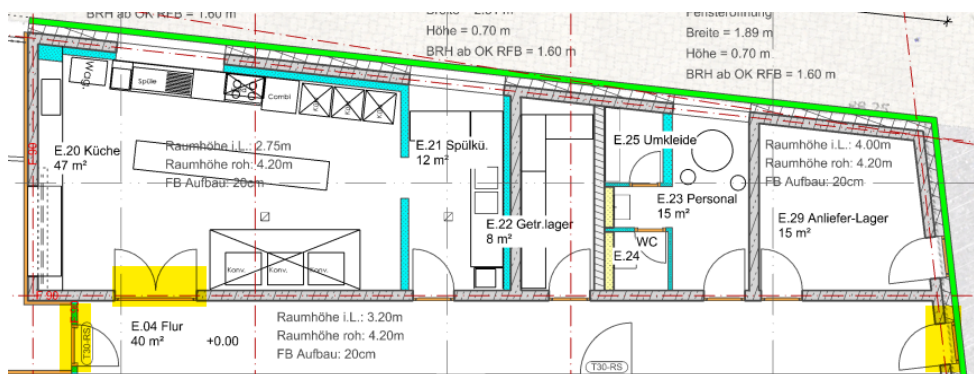 BRH ab OK RFB = 1.60 m
Höhe = 0.70 m
BRH ab OK RFB = 1.60 m
Fensteröffnung
Breite = 1.89 m
Höhe = 0.70 m
BRH ab OK RFB = 1.60 m
Spüle
Combi
E.20 Küche
47 m²
Raumhöhe i.L.: 2.75m
Raumhöhe roh: 4.20m
FB Aufbau: 20cm
E.21 Spülkü.
12 m²
E.22 Getr.lager
8 m²
E.25 Umkleide
E.23 Personal
15 m²
WC
E.24
Raumhöhe i.L.: 4.00m
Raumhöhe roh: 4.20m
FB Aufbau: 20cm
E.29 Anliefer-Lager
15 m²
Konv.
Konv.
Konv.
E.04 Flur
40 m²
+0.00
Raumhöhe i.L.: 3.20m
Raumhöhe roh: 4.20m
FB Aufbau: 20cm
T30-RS
T30-RS